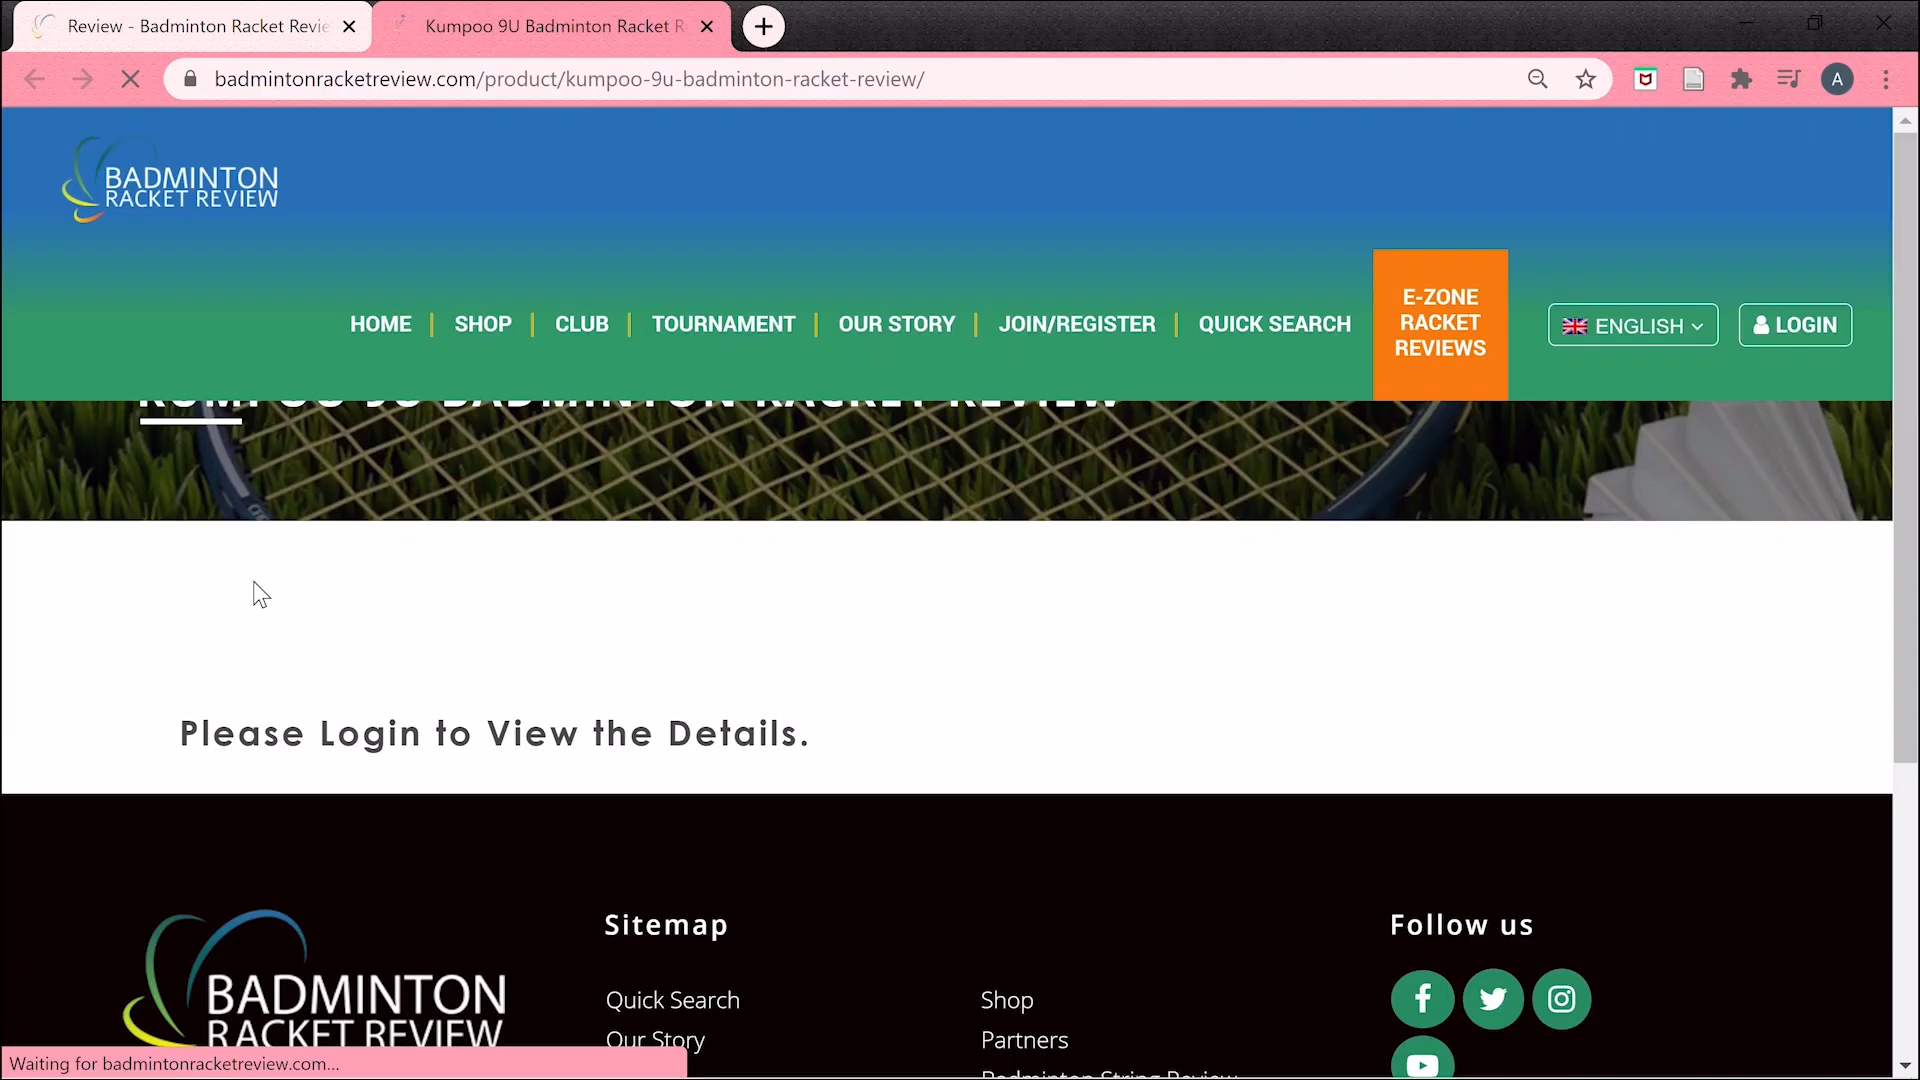 Review - Badminton Racket Revie
Kumpoo 9U Badminton Racket R
badmintonracketreview.com/product/kumpoo-9u-badminton-racket-review/
A
BADMINTON
RACKET REVIEW
HOME
SHOP
CLUB
TOURNAMENT
OUR STORY
JOIN/REGISTER
QUICK SEARCH
E-ZONE
RACKET
REVIEWS
ENGLISH
LOGIN
KUMPOO 9U BADMINTON RACKET REVIEW
Please Login to View the Details.
BADMINTON
RACKET REVIEW
Sitemap
Follow us
Quick Search
Shop
Our Story
Partners
Badminton String Review
Waiting for badmintonracketreview.com...